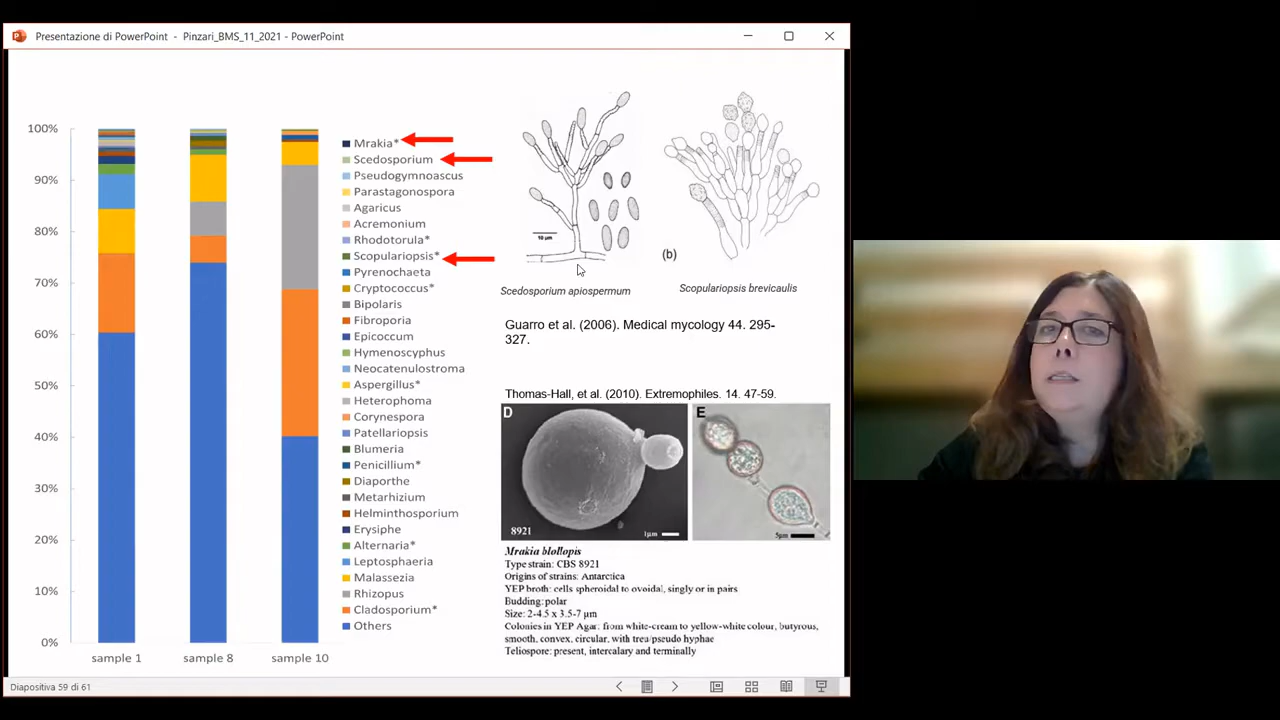 Presentazione di PowerPoint - Pinzari_BMS_11_2021 - PowerPoint
100%
90%
80%
70%
60%
50%
40%
30%
20%
10%
0%
sample 1
sample 8
sample 10
Mrakia*
Scedosporium
Pseudogymnoascus
Parastagonospora
Agaricus
Acremonium
Rhodotorula*
Scopulariopsis*
Pyrenochaeta
Cryptococcus*
Bipolaris
Fibroporia
Epicoccum
Hymenoscyphus
Neocatenulostroma
Aspergillus*
Heterophoma
Corynespora
Patellariopsis
Blumeria
Penicillium*
Diaporthe
Metarhizium
Helminthosporium
Erysiphe
Alternaria*
Leptosphaeria
Malassezia
Rhizopus
Cladosporium*
Others
10 µm
(b)
Scedosporium apiospermum
Scopulariopsis brevicaulis
Guarro et al. (2006). Medical mycology 44. 295-
327.
Thomas-Hall, et al. (2010). Extremophiles. 14. 47-59.
D
8921
1µm
E
5µm
Mrakia blollopis
Type strain: CBS 8921
Origins of strains: Antarctica
YEP broth: cells spheroidal to ovoidal, singly or in pairs
Budding: polar
Size: 2-4.5 x 3.5-7 µm
Colonies in YEP Agar: from white-cream to yellow-white colour, butyrous,
smooth, convex, circular, with treu/pseudo hyphae
Teliospore: present, intercalary and terminally
Diapositiva 59 di 61